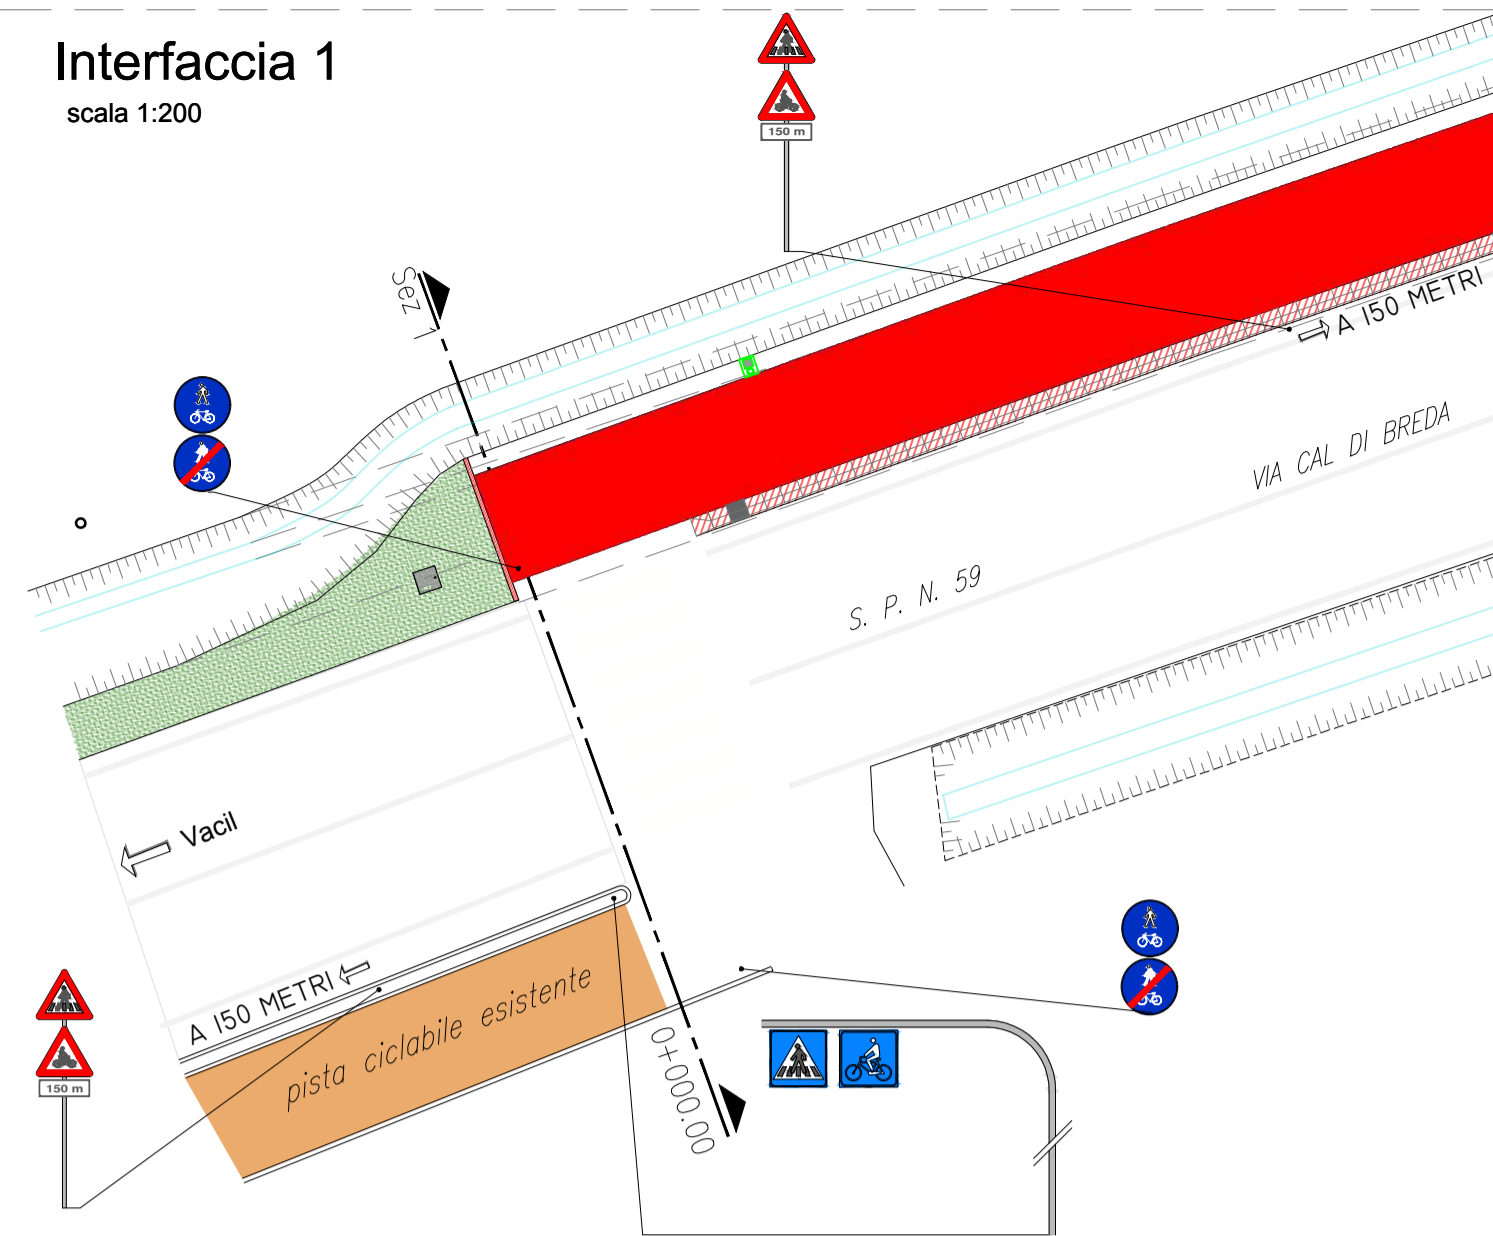 Interfaccia 1
scala 1:200
150 m
Sez 1
A 150 METRI
VIA CAL DI BREDA
S. P. N. 59
Vacil
A 150 METRI
pista ciclabile esistente
150 m
0+000.00